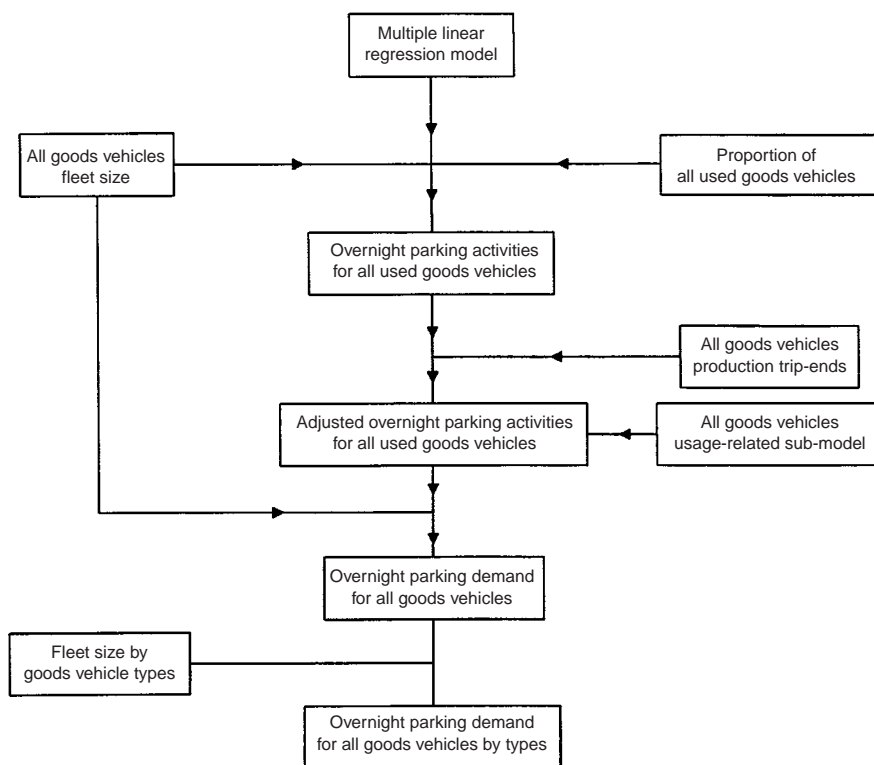 Multiple linear
regression model
All goods vehicles
fleet size
Proportion of
all used goods vehicles
Overnight parking activities
for all used goods vehicles
All goods vehicles
production trip-ends
Adjusted overnight parking activities
for all used goods vehicles
All goods vehicles
usage-related sub-model
Overnight parking demand
for all goods vehicles
Fleet size by
goods vehicle types
Overnight parking demand
for all goods vehicles by types